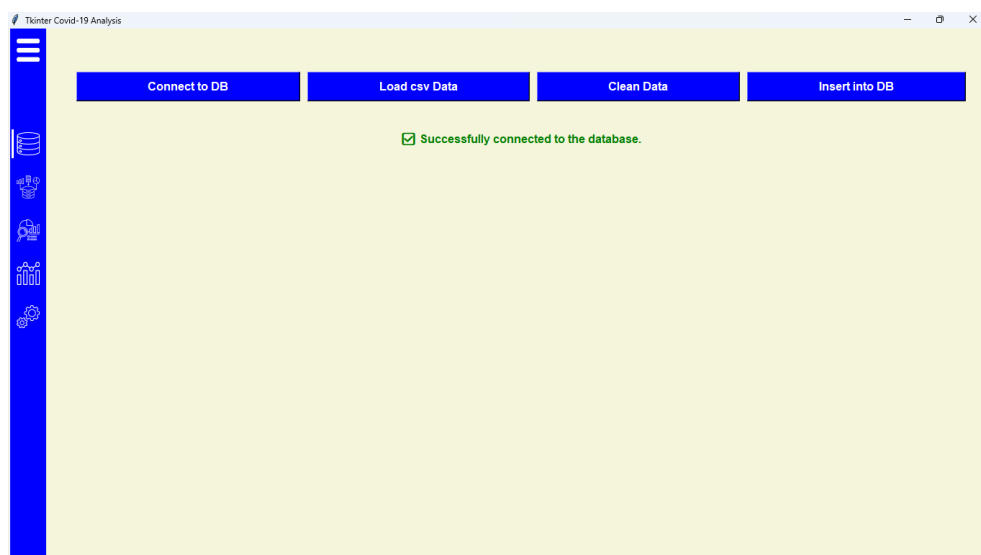 Tkinter Covid-19 Analysis
Connect to DB Load csv Data Clean Data Insert into DB
Successfully connected to the database.